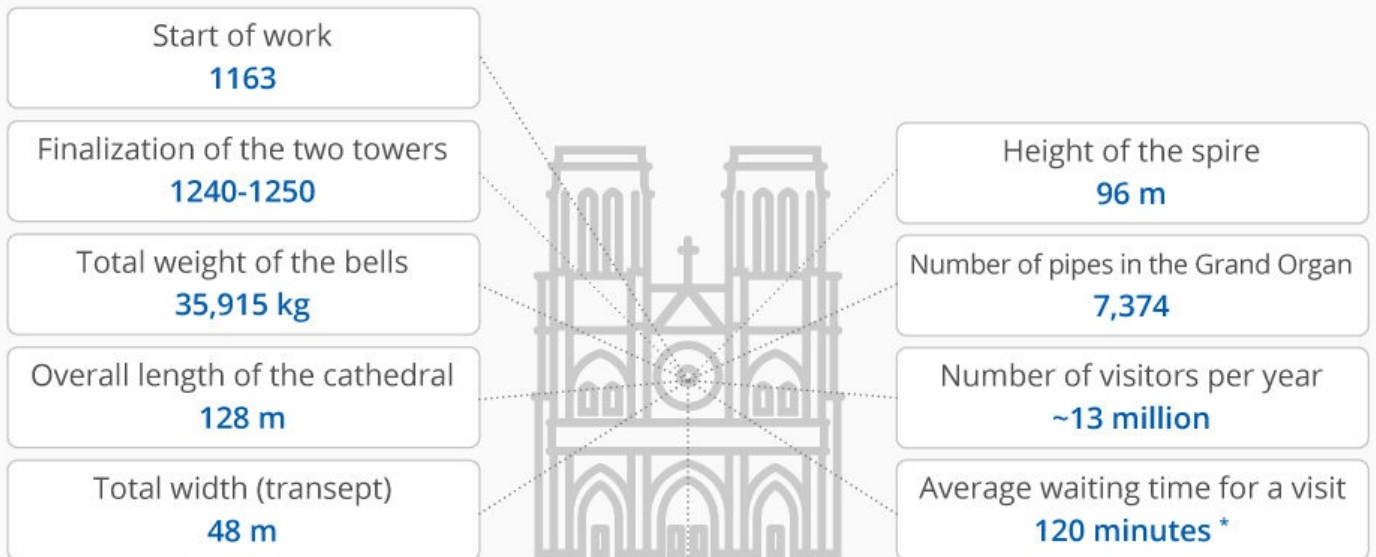 Start of work
1163
Finalization of the two towers
1240-1250
Total weight of the bells
35,915 kg
Overall length of the cathedral
128 m
Total width (transept)
48 m
Height of the spire
96 m
Number of pipes in the Grand Organ
7,374
Number of visitors per year
~13 million
Average waiting time for a visit
120 minutes *